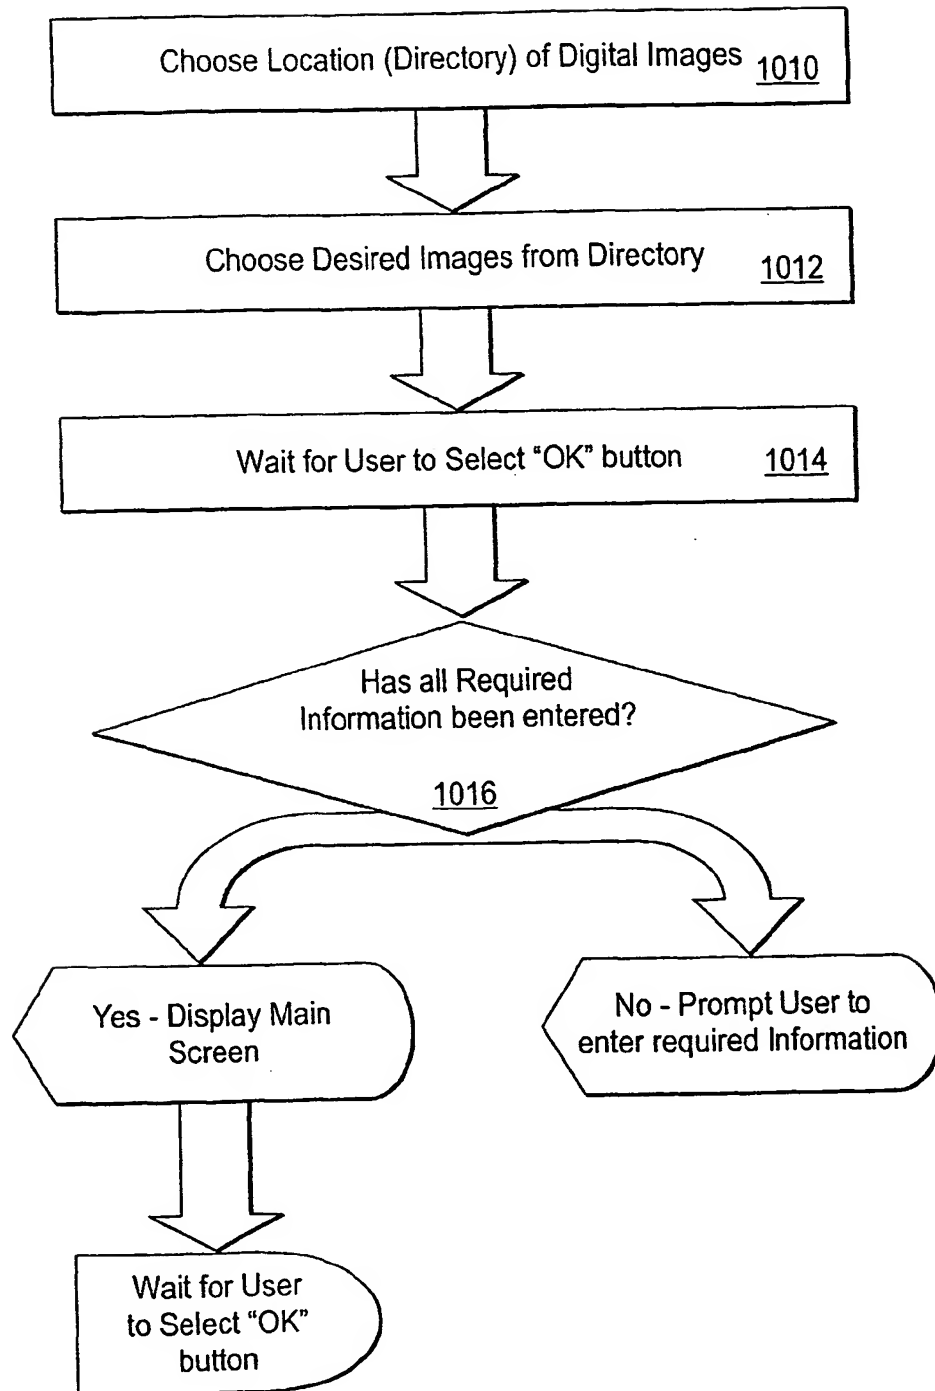 Choose Location (Directory) of Digital Images 1010
Choose Desired Images from Directory 1012
Wait for User to Select “OK” button 1014
Has all Required
Information been entered?
1016
Yes - Display Main
Screen
No - Prompt User to
enter required Information
Wait for User
to Select “OK”
button